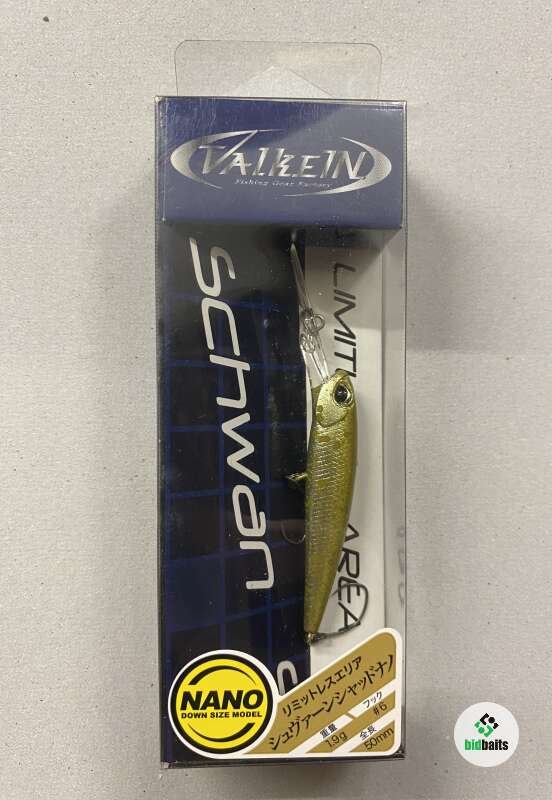 VALKEIN
Fishing Gear Factory
schwan
LIMIT
AREA
NANO
DOWN SIZE MODEL
リミットレスエリア
シュヴァーンシャッドナノ
重量
1.9g
フック
#6
全長
50mm
bidbaits